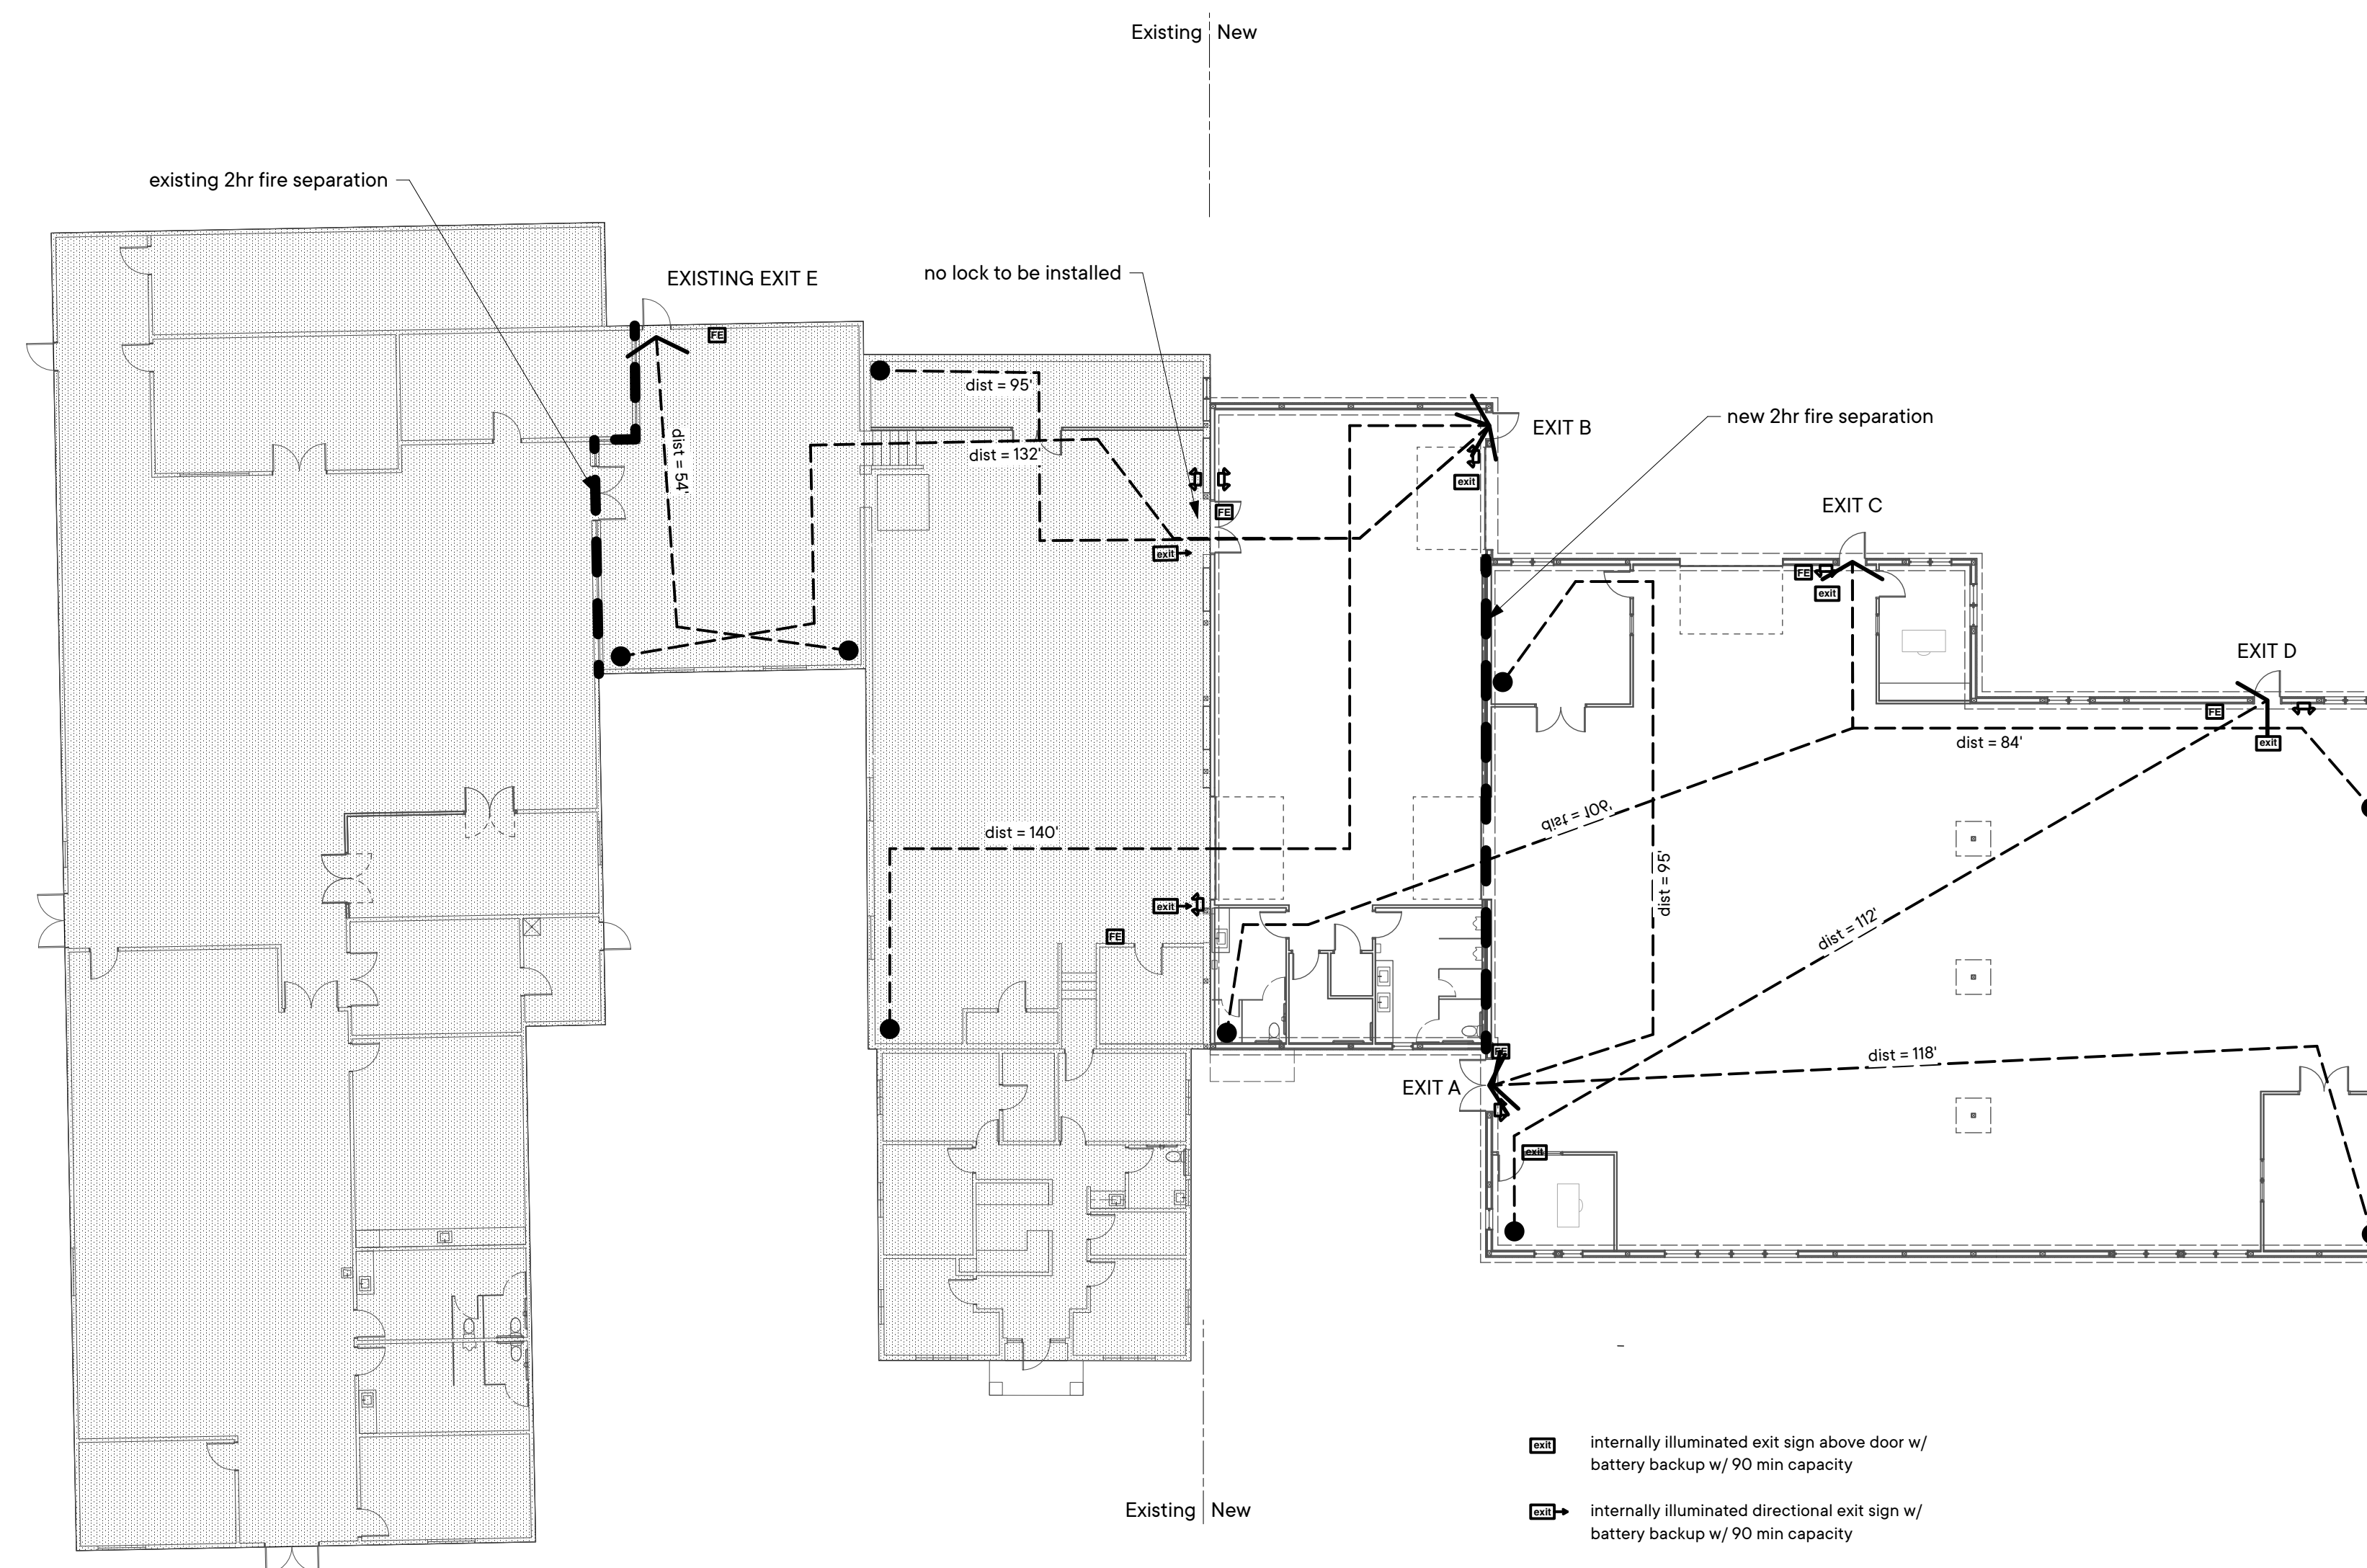 Existing New
existing 2hr fire separation
EXISTING EXIT E
no lock to be installed
FE
dist = 95'
dist = 54'
dist = 132'
EXIT B
new 2hr fire separation
exit
FE
exit
EXIT C
FE
exit
EXIT D
FE
exit
dist = 84'
dist = 109'
dist = 140'
dist = 95'
exit
FE
dist = 112'
FE
dist = 118'
EXIT A
exit
exit
internally illuminated exit sign above door w/
battery backup w/ 90 min capacity
Existing New
exit
internally illuminated directional exit sign w/
battery backup w/ 90 min capacity